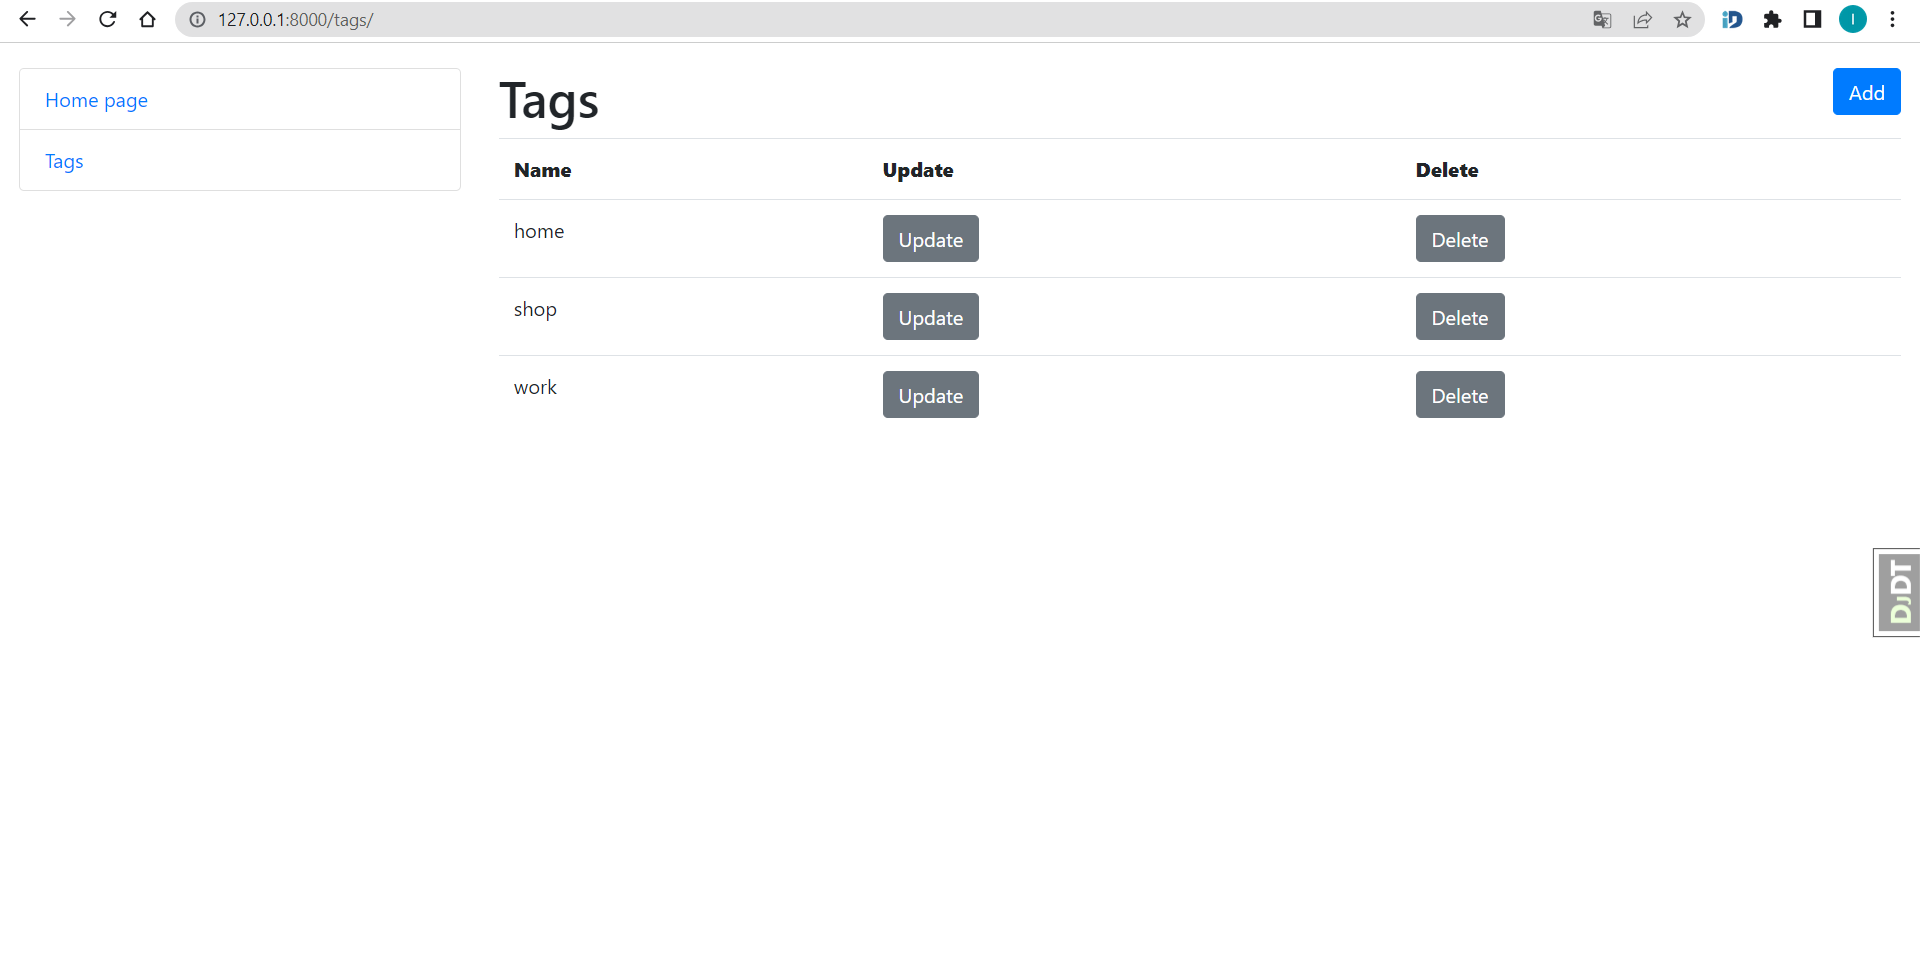 127.0.0.1:8000/tags/
iD
I
Home page
Tags
Tags
Add
Name Update Delete
home Update Delete
shop Update Delete
work Update Delete
DJDT